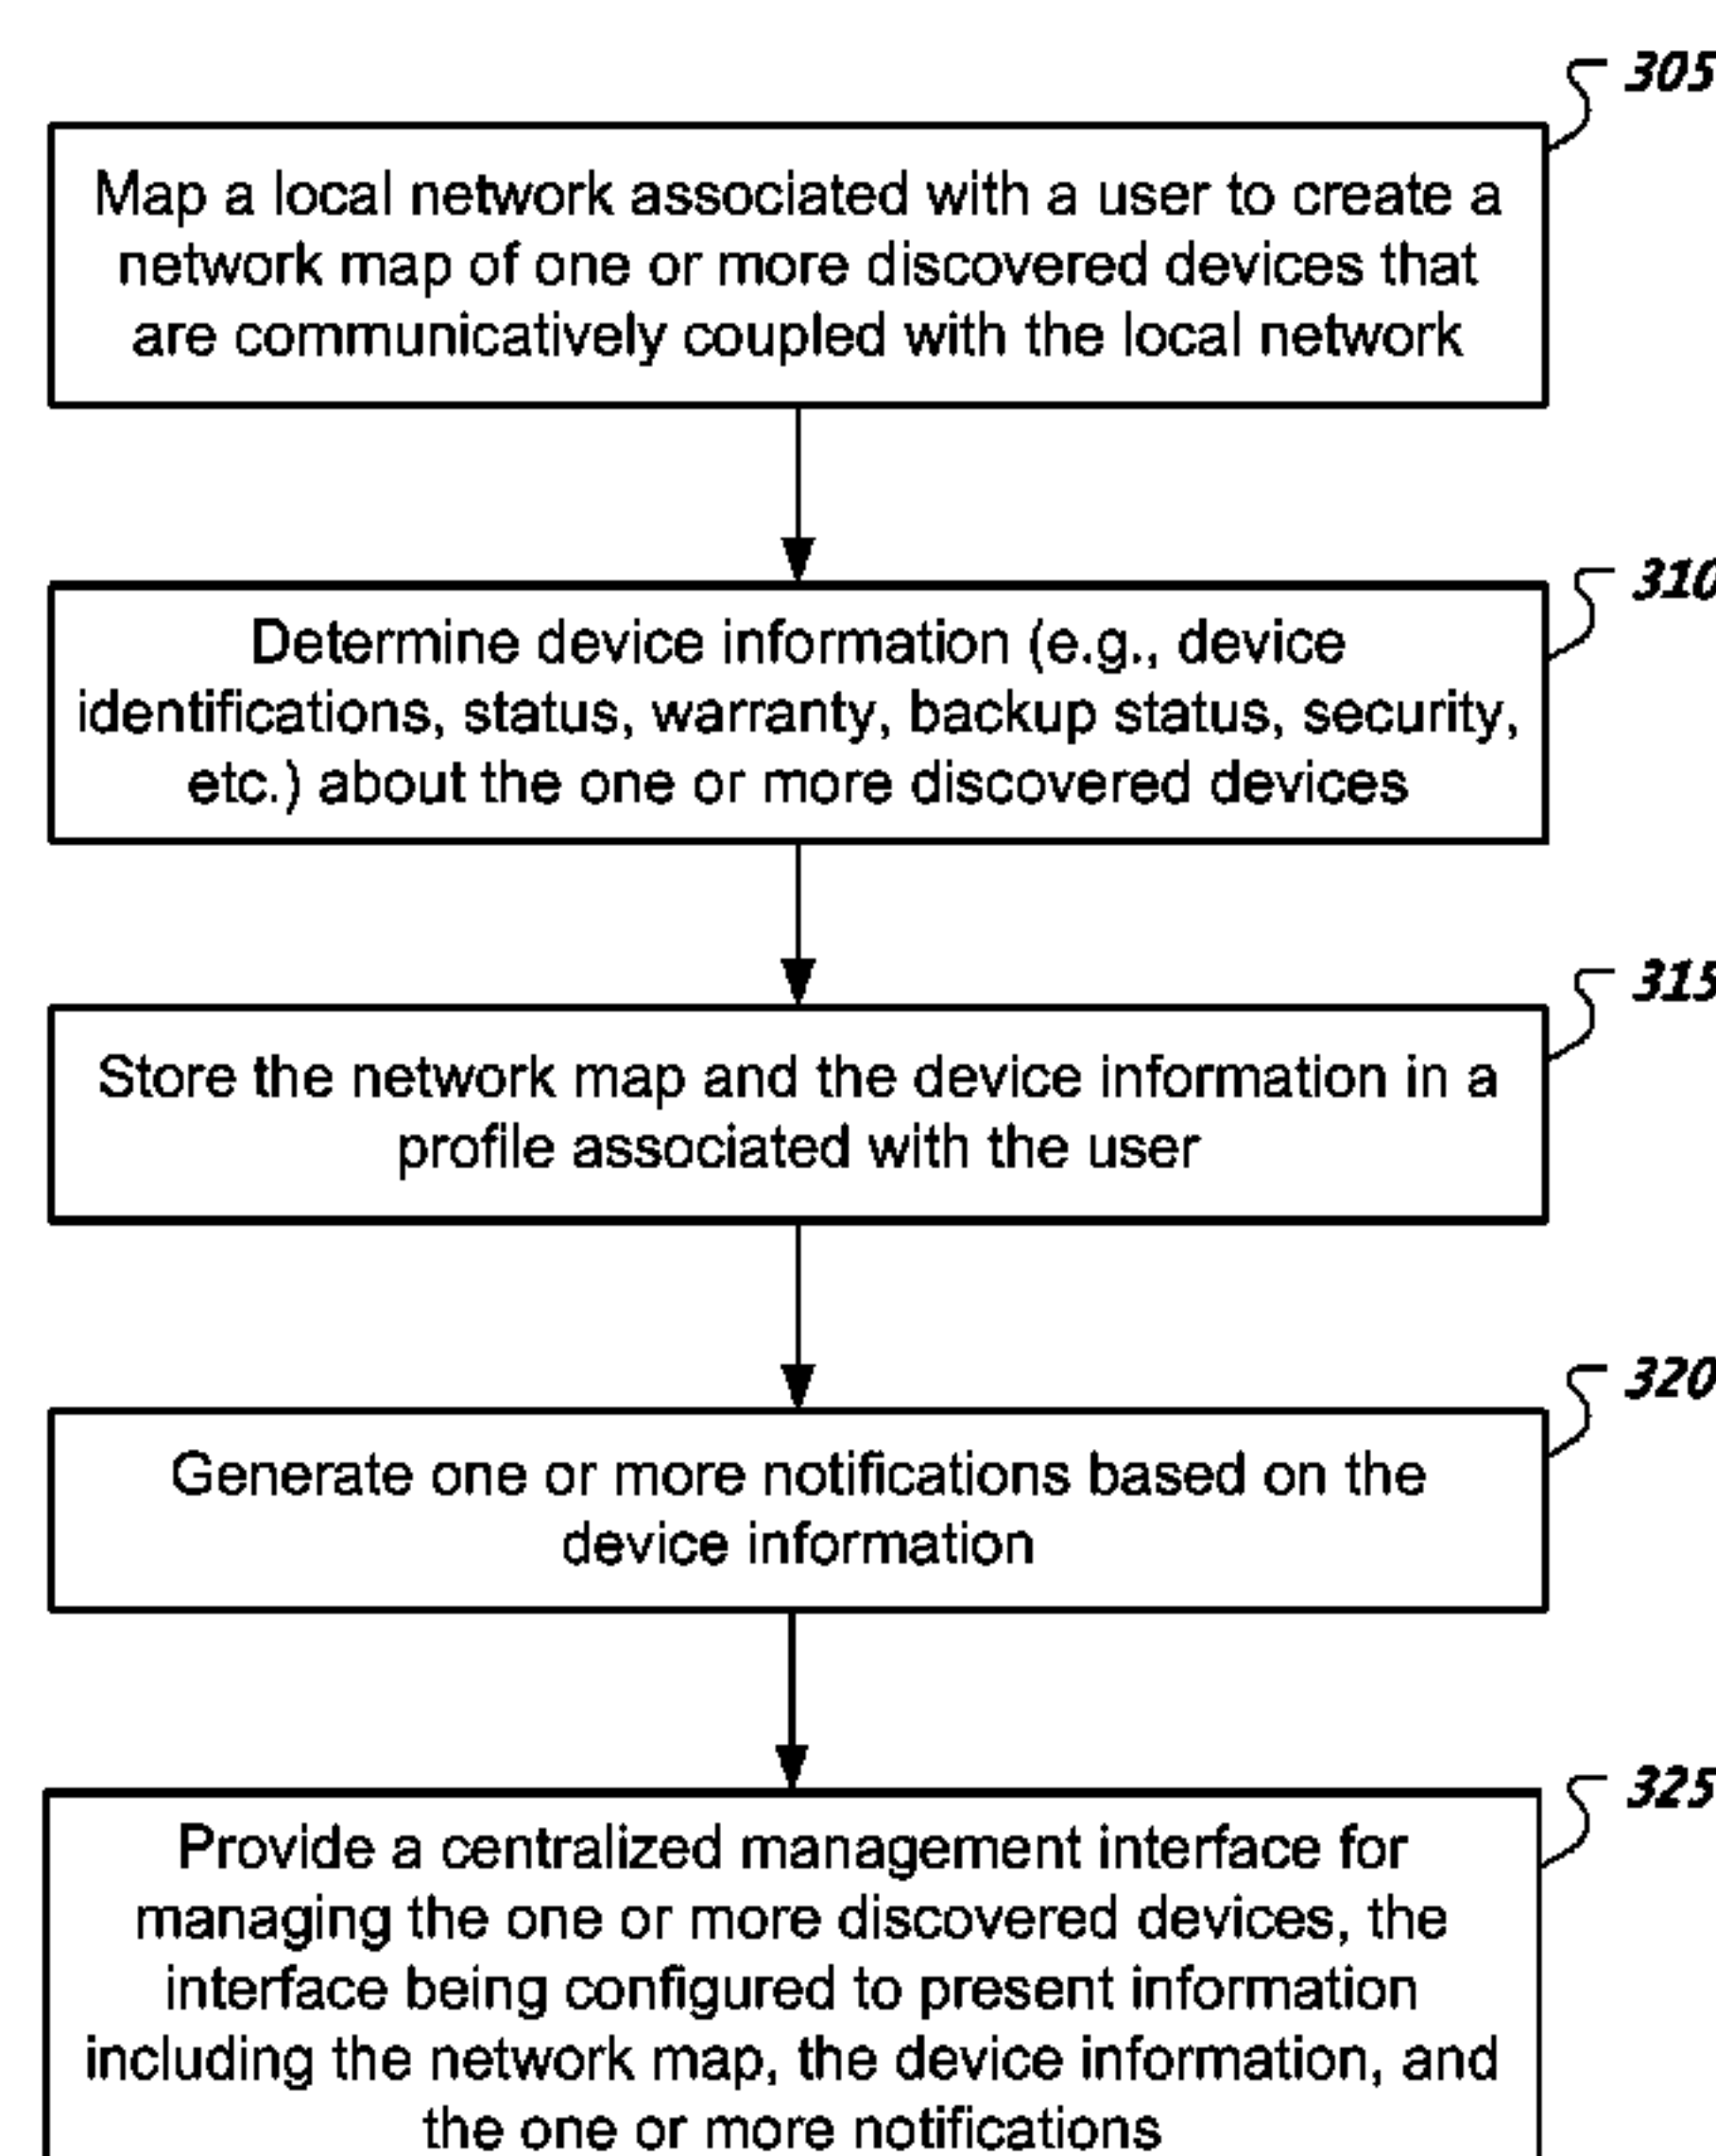 305
Map a local network associated with a user to create a
network map of one or more discovered devices that
are communicatively coupled with the local network
310
Determine device information (e.g., device
identifications, status, warranty, backup status, security,
etc.) about the one or more discovered devices
315
Store the network map and the device information in a
profile associated with the user
320
Generate one or more notifications based on the
device information
325
Provide a centralized management interface for
managing the one or more discovered devices, the
interface being configured to present information
including the network map, the device information, and
the one or more notifications